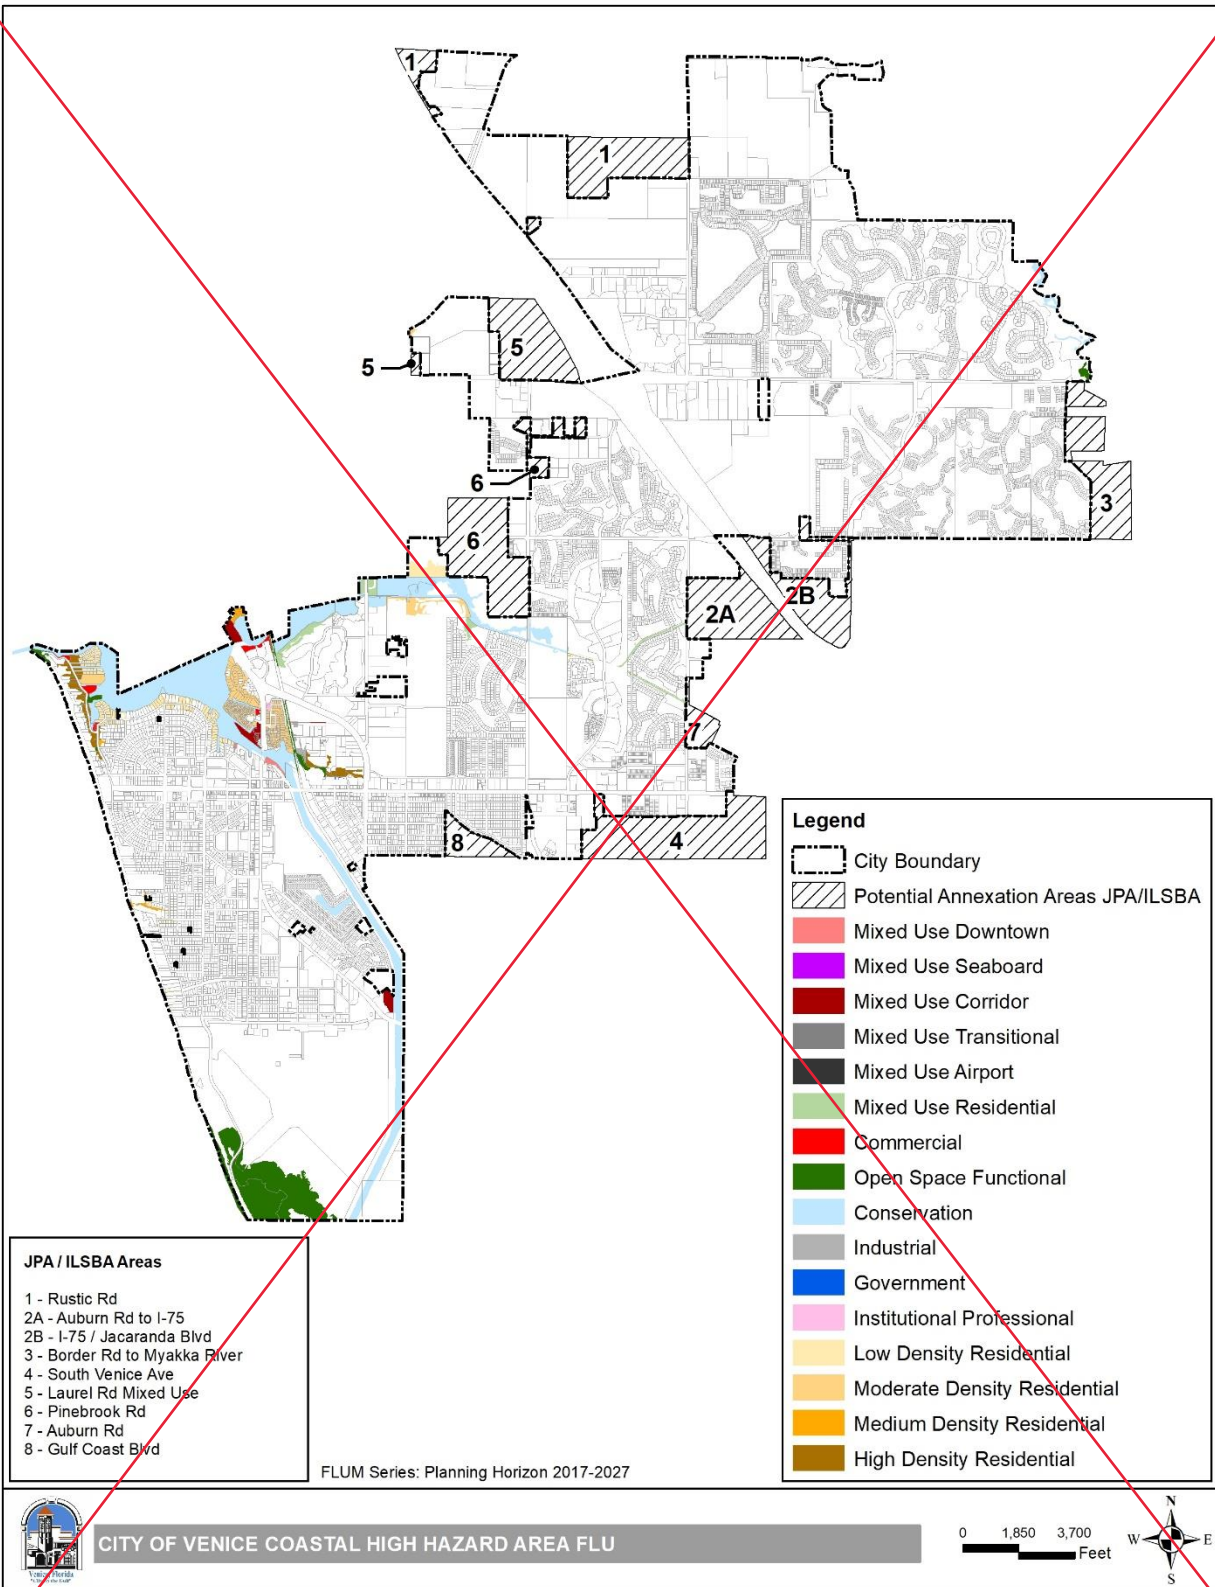 1
1
5
5
6
3
6
2B
2A
7
8
4
Legend
City Boundary
Potential Annexation Areas JPA/ILSBA
Mixed Use Downtown
Mixed Use Seaboard
Mixed Use Corridor
Mixed Use Transitional
Mixed Use Airport
Mixed Use Residential
Commercial
Open Space Functional
Conservation
Industrial
Government
Institutional Professional
Low Density Residential
Moderate Density Residential
Medium Density Residential
High Density Residential
JPA / ILSBA Areas
1 - Rustic Rd
2A - Auburn Rd to I-75
2B - I-75 / Jacaranda Blvd
3 - Border Rd to Myakka River
4 - South Venice Ave
5 - Laurel Rd Mixed Use
6 - Pinebrook Rd
7 - Auburn Rd
8 - Gulf Coast Blvd
FLUM Series: Planning Horizon 2017-2027
CITY OF VENICE COASTAL HIGH HAZARD AREA FLU
0 1,850 3,700
Feet
N
W E
S
Venice, Florida